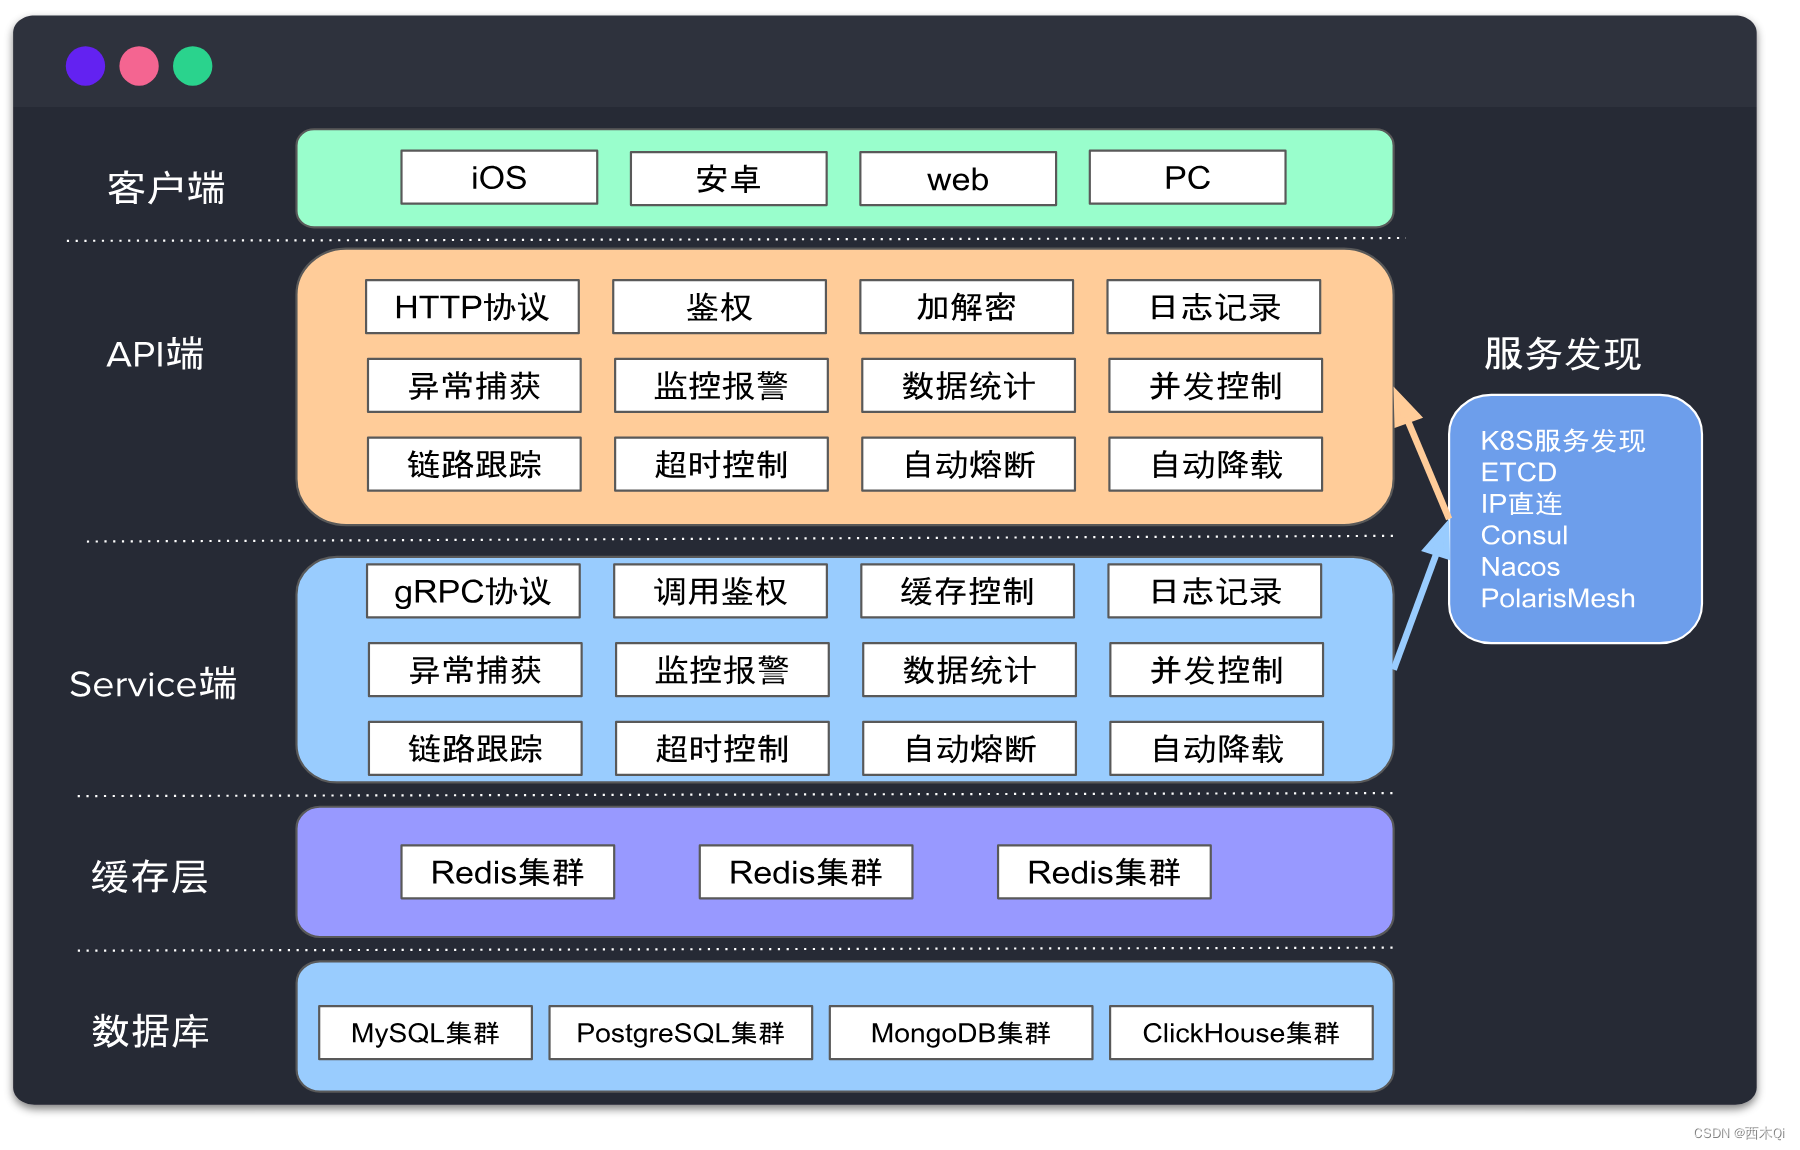 客户端
iOS
安卓
web
PC
API端
HTTP协议
鉴权
加解密
日志记录
异常捕获
监控报警
数据统计
并发控制
链路跟踪
超时控制
自动熔断
自动降载
服务发现
K8S服务发现
ETCD
IP直连
Consul
Nacos
PolarisMesh
Service端
gRPC协议
调用鉴权
缓存控制
日志记录
异常捕获
监控报警
数据统计
并发控制
链路跟踪
超时控制
自动熔断
自动降载
缓存层
Redis集群
Redis集群
Redis集群
数据库
MySQL集群
PostgreSQL集群
MongoDB集群
ClickHouse集群
CSDN @西木Qi